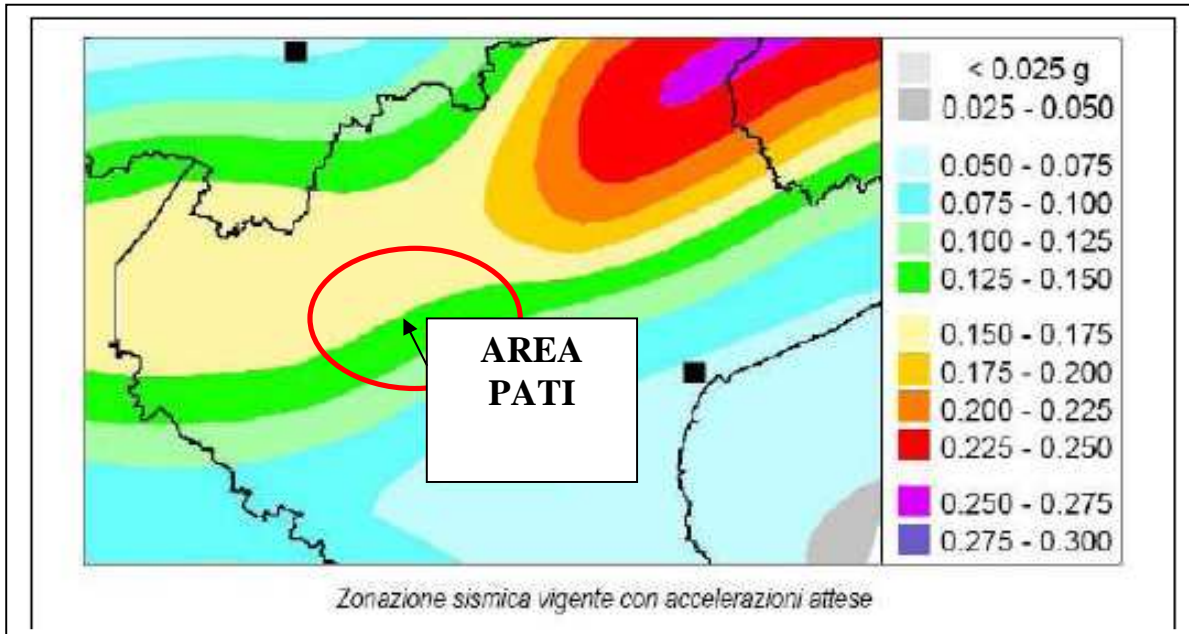 < 0.025 g
0.025 - 0.050
0.050 - 0.075
0.075 - 0.100
0.100 - 0.125
0.125 - 0.150
0.150 - 0.175
0.175 - 0.200
0.200 - 0.225
0.225 - 0.250
0.250 - 0.275
0.275 - 0.300
AREA
PATI
Zonazione sismica vigente con accelerazioni attese